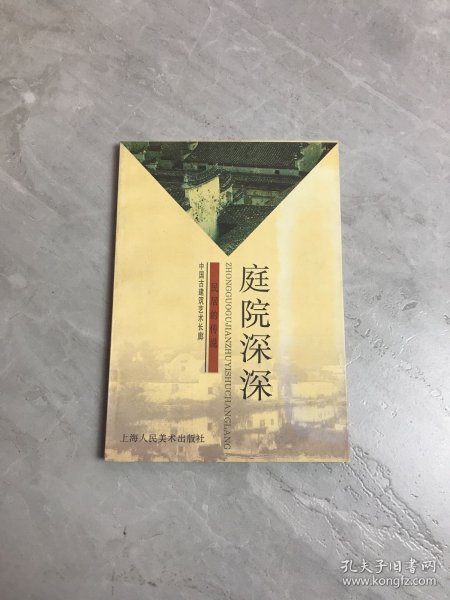 庭院深深
ZHONGGUOGUJIANZHUYISHUCHANGLANG
民居的传说
中国古建筑艺术长廊
上海人民美术出版社
孔夫子旧书网
www.kongfz.com